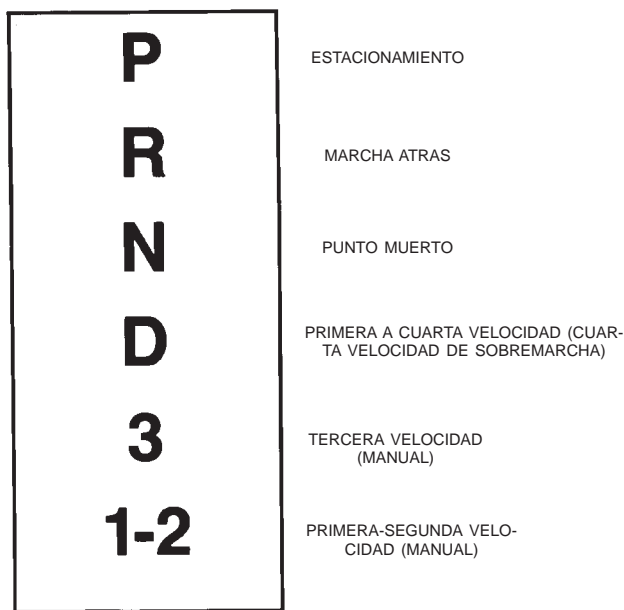 P
ESTACIONAMIENTO
R
MARCHA ATRAS
N
PUNTO MUERTO
D
PRIMERA A CUARTA VELOCIDAD (CUAR-
TA VELOCIDAD DE SOBREMARCHA)
3
TERCERA VELOCIDAD
(MANUAL)
1-2
PRIMERA-SEGUNDA VELO-
CIDAD (MANUAL)